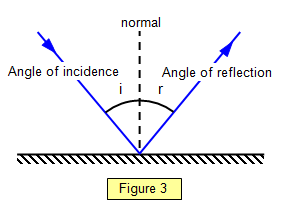 normal
Angle of incidence
Angle of reflection
i
r
Figure 3